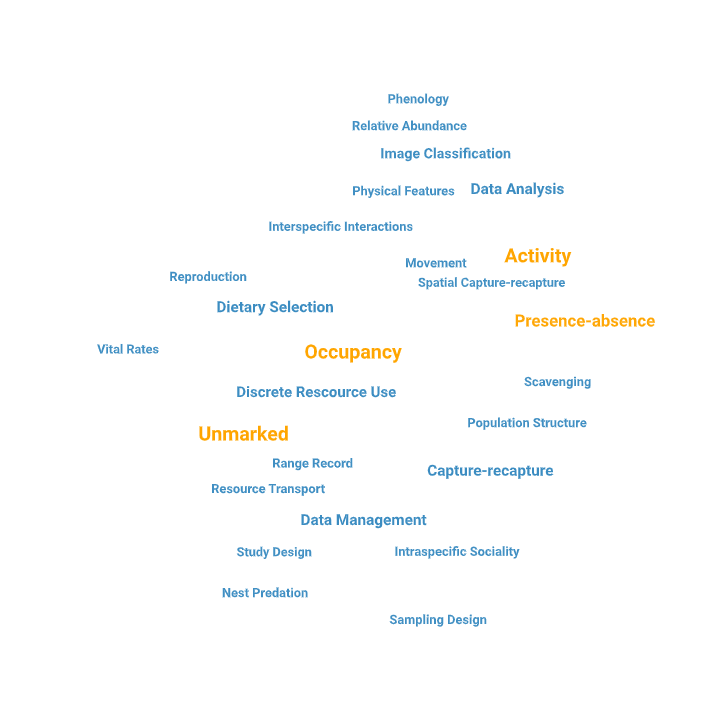 Phenology
Relative Abundance
Image Classification
Physical Features
Data Analysis
Interspecific Interactions
Activity
Movement
Reproduction
Spatial Capture-recapture
Dietary Selection
Presence-absence
Vital Rates
Occupancy
Scavenging
Discrete Rescource Use
Population Structure
Unmarked
Range Record
Capture-recapture
Resource Transport
Data Management
Study Design
Intraspecific Sociality
Nest Predation
Sampling Design